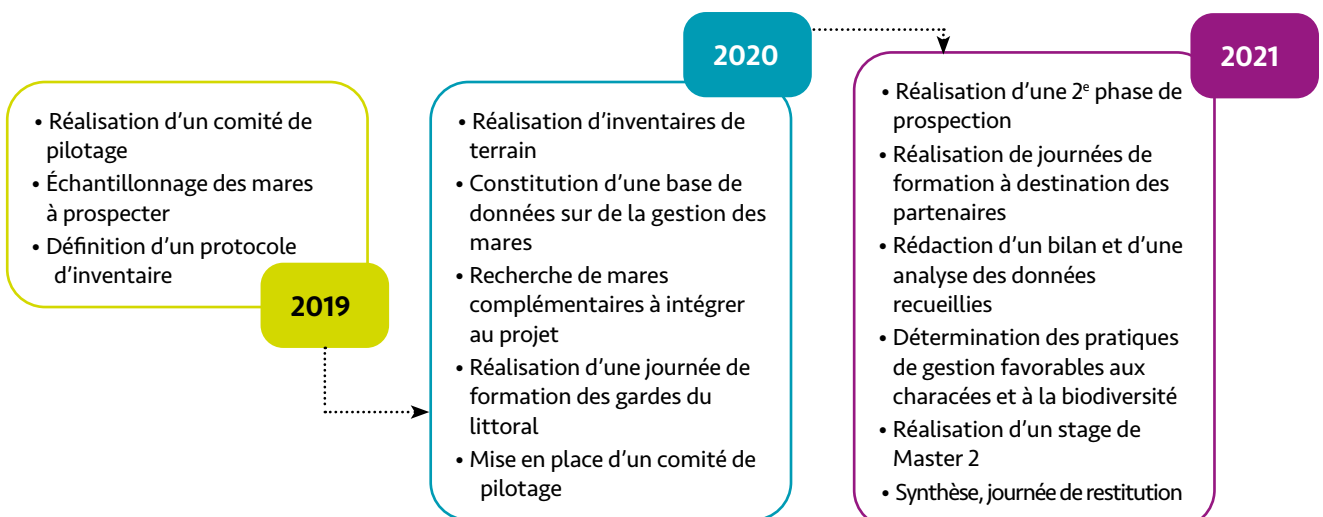 2019
• Réalisation d'un comité de
pilotage
• Échantillonnage des mares
à prospecter
• Définition d'un protocole
d'inventaire
2020
• Réalisation d'inventaires de
terrain
• Constitution d'une base de
données sur de la gestion des
mares
• Recherche de mares
complémentaires à intégrer
au projet
• Réalisation d'une journée de
formation des gardes du
littoral
• Mise en place d'un comité de
pilotage
2021
• Réalisation d'une 2e phase de
prospection
• Réalisation de journées de
formation à destination des
partenaires
• Rédaction d'un bilan et d'une
analyse des données
recueillies
• Détermination des pratiques
de gestion favorables aux
characées et à la biodiversité
• Réalisation d'un stage de
Master 2
• Synthèse, journée de restitution